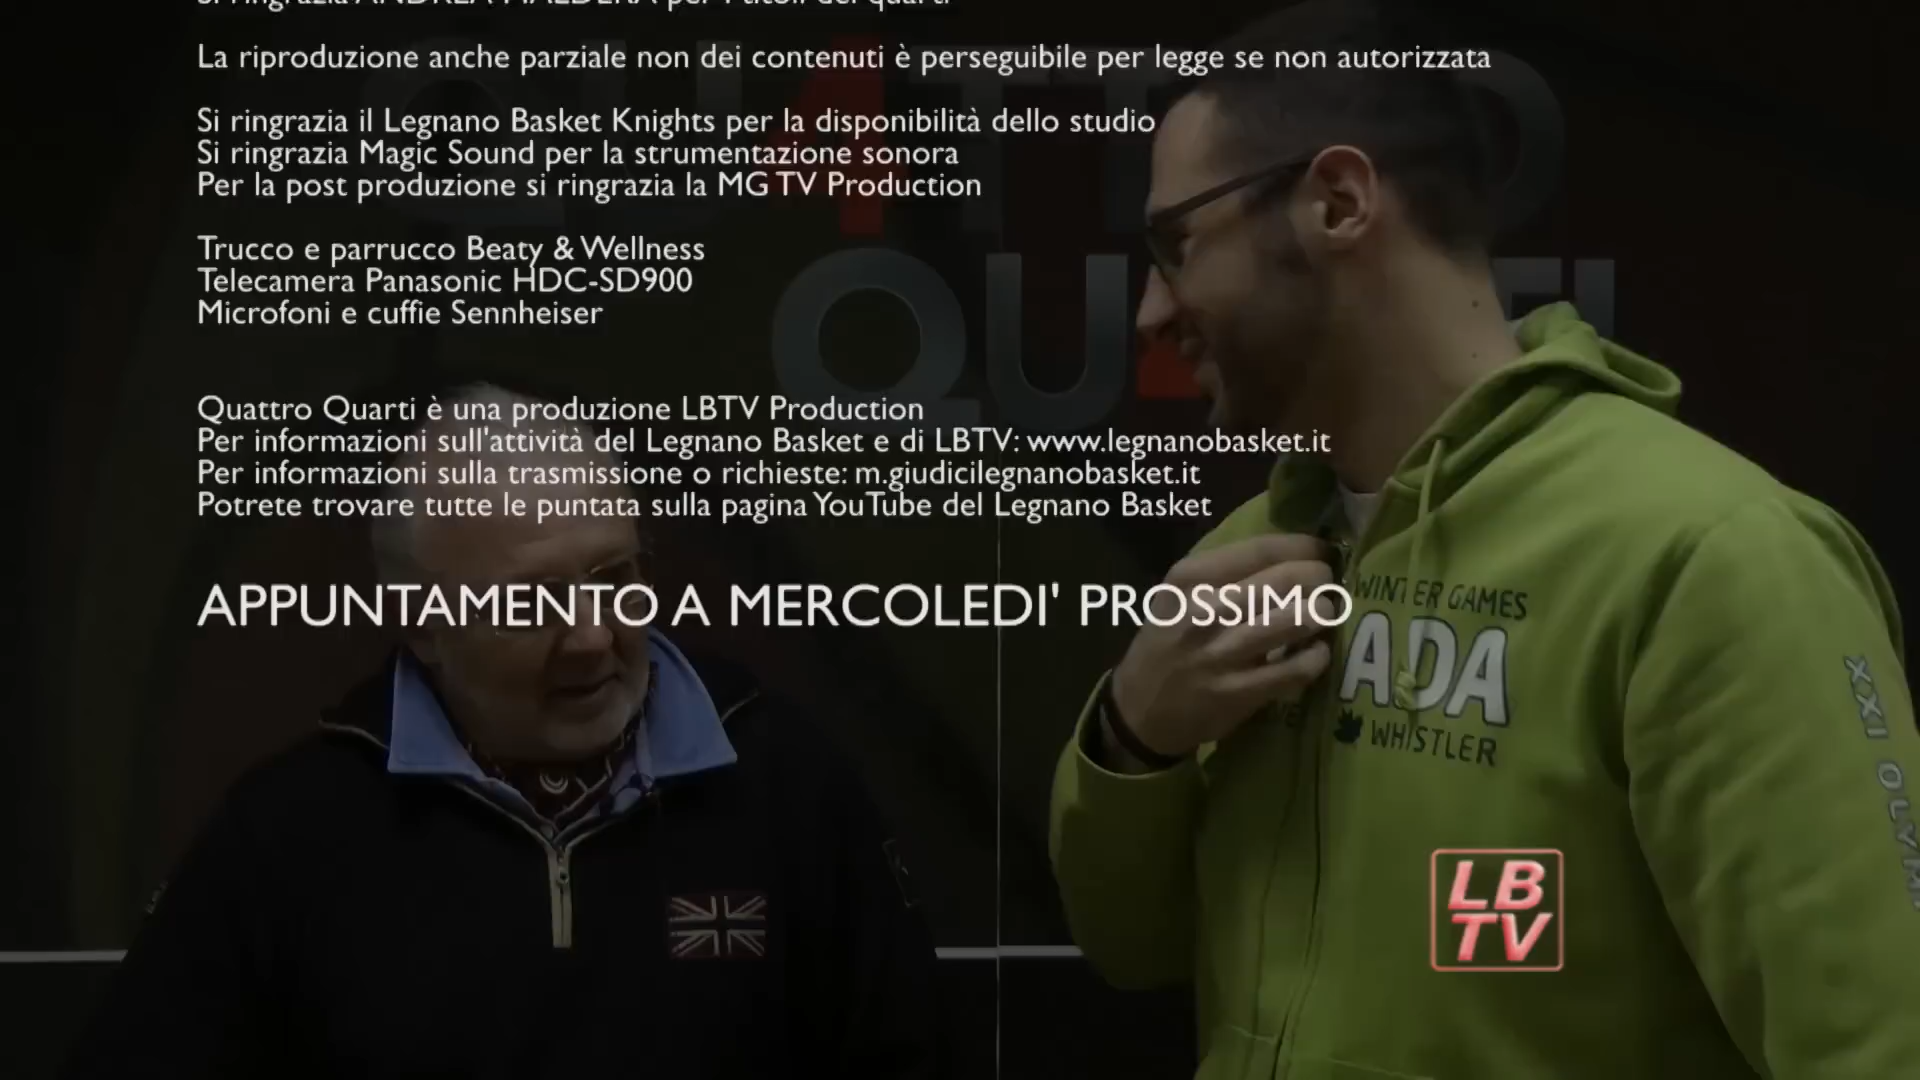 La riproduzione anche parziale non dei contenuti è perseguibile per legge se non autorizzata
Si ringrazia il Legnano Basket Knights per la disponibilità dello studio
Si ringrazia Magic Sound per la strumentazione sonora
Per la post produzione si ringrazia la MG TV Production
Trucco e parrucco Beaty & Wellness
Telecamera Panasonic HDC-SD900
Microfoni e cuffie Sennheiser
Quattro Quarti è una produzione LBTV Production
Per informazioni sull'attività del Legnano Basket e di LBTV: www.legnanobasket.it
Per informazioni sulla trasmissione o richieste: m.giudicilegnanobasket.it
Potrete trovare tutte le puntata sulla pagina YouTube del Legnano Basket
APPUNTAMENTO A MERCOLEDI' PROSSIMO
WINTER GAMES
ADA
WHISTLER
XXI OLYM
LB
TV